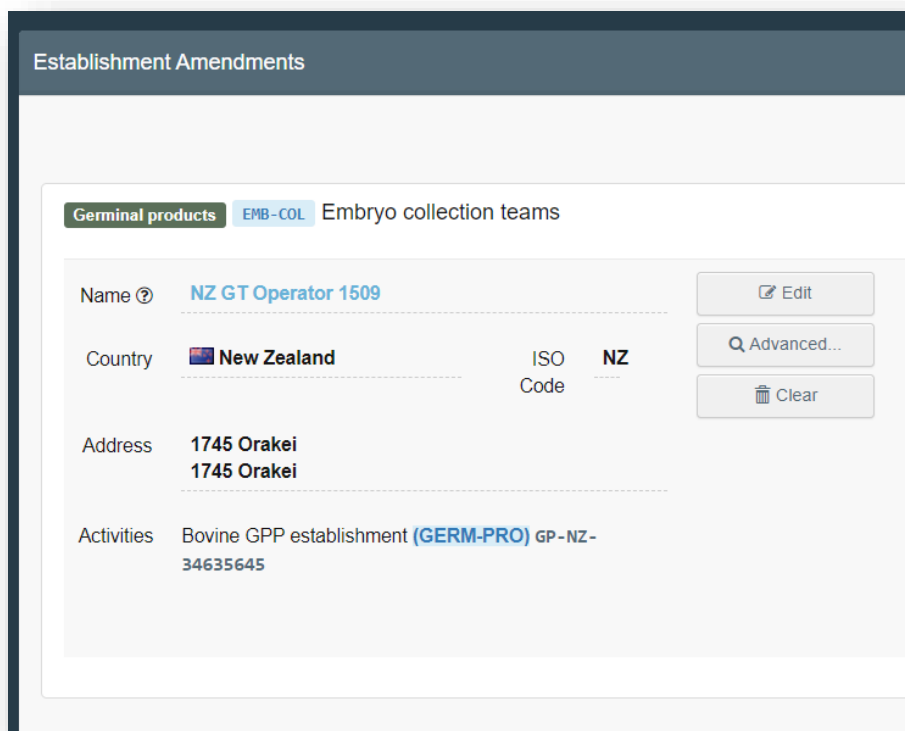 Establishment Amendments
Germinal products EMB-COL Embryo collection teams
Name NZ GT Operator 1509 Edit
Country New Zealand ISO Code NZ Advanced...
Clear
Address 1745 Orakei
1745 Orakei
Activities Bovine GPP establishment (GERM-PRO) GP-NZ-
34635645